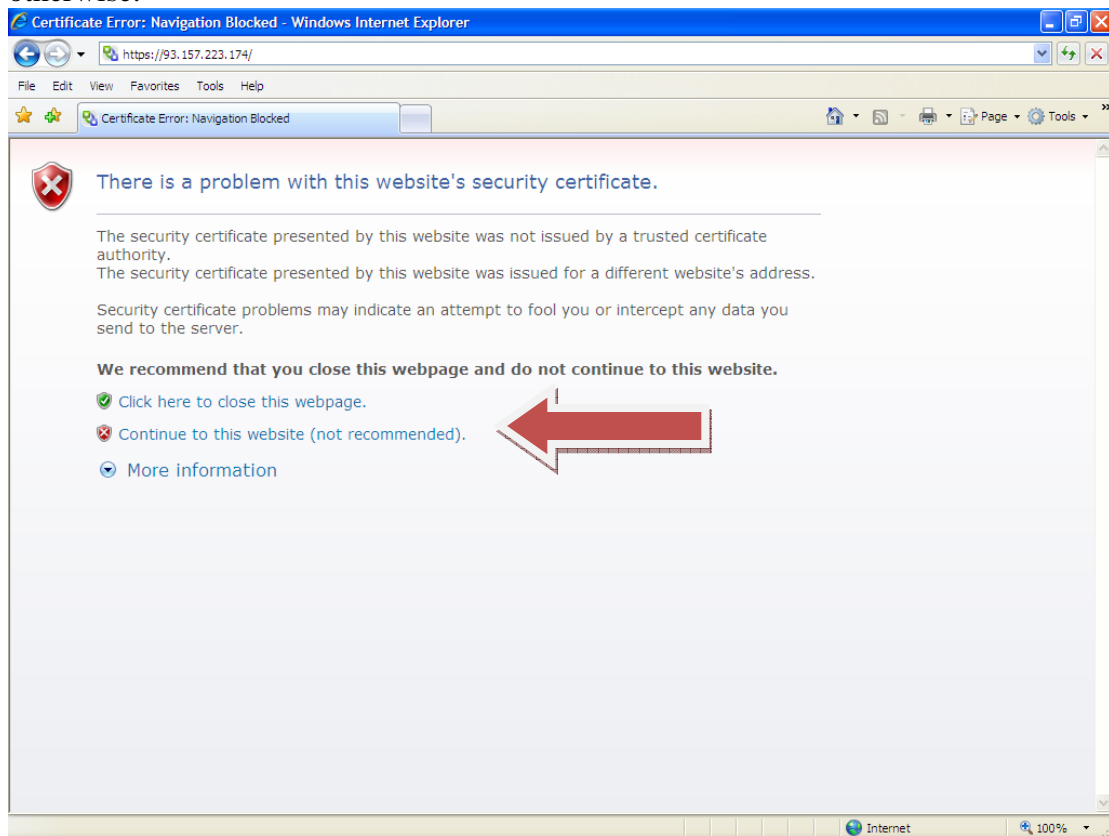 otherwise.
Certificate Error: Navigation Blocked - Windows Internet Explorer
https://93.157.223.174/
File Edit View Favorites Tools Help
Certificate Error: Navigation Blocked
Page Tools »
There is a problem with this website's security certificate.
The security certificate presented by this website was not issued by a trusted certificate
authority.
The security certificate presented by this website was issued for a different website's address.
Security certificate problems may indicate an attempt to fool you or intercept any data you
send to the server.
We recommend that you close this webpage and do not continue to this website.
Click here to close this webpage.
Continue to this website (not recommended).
More information
Internet 100%